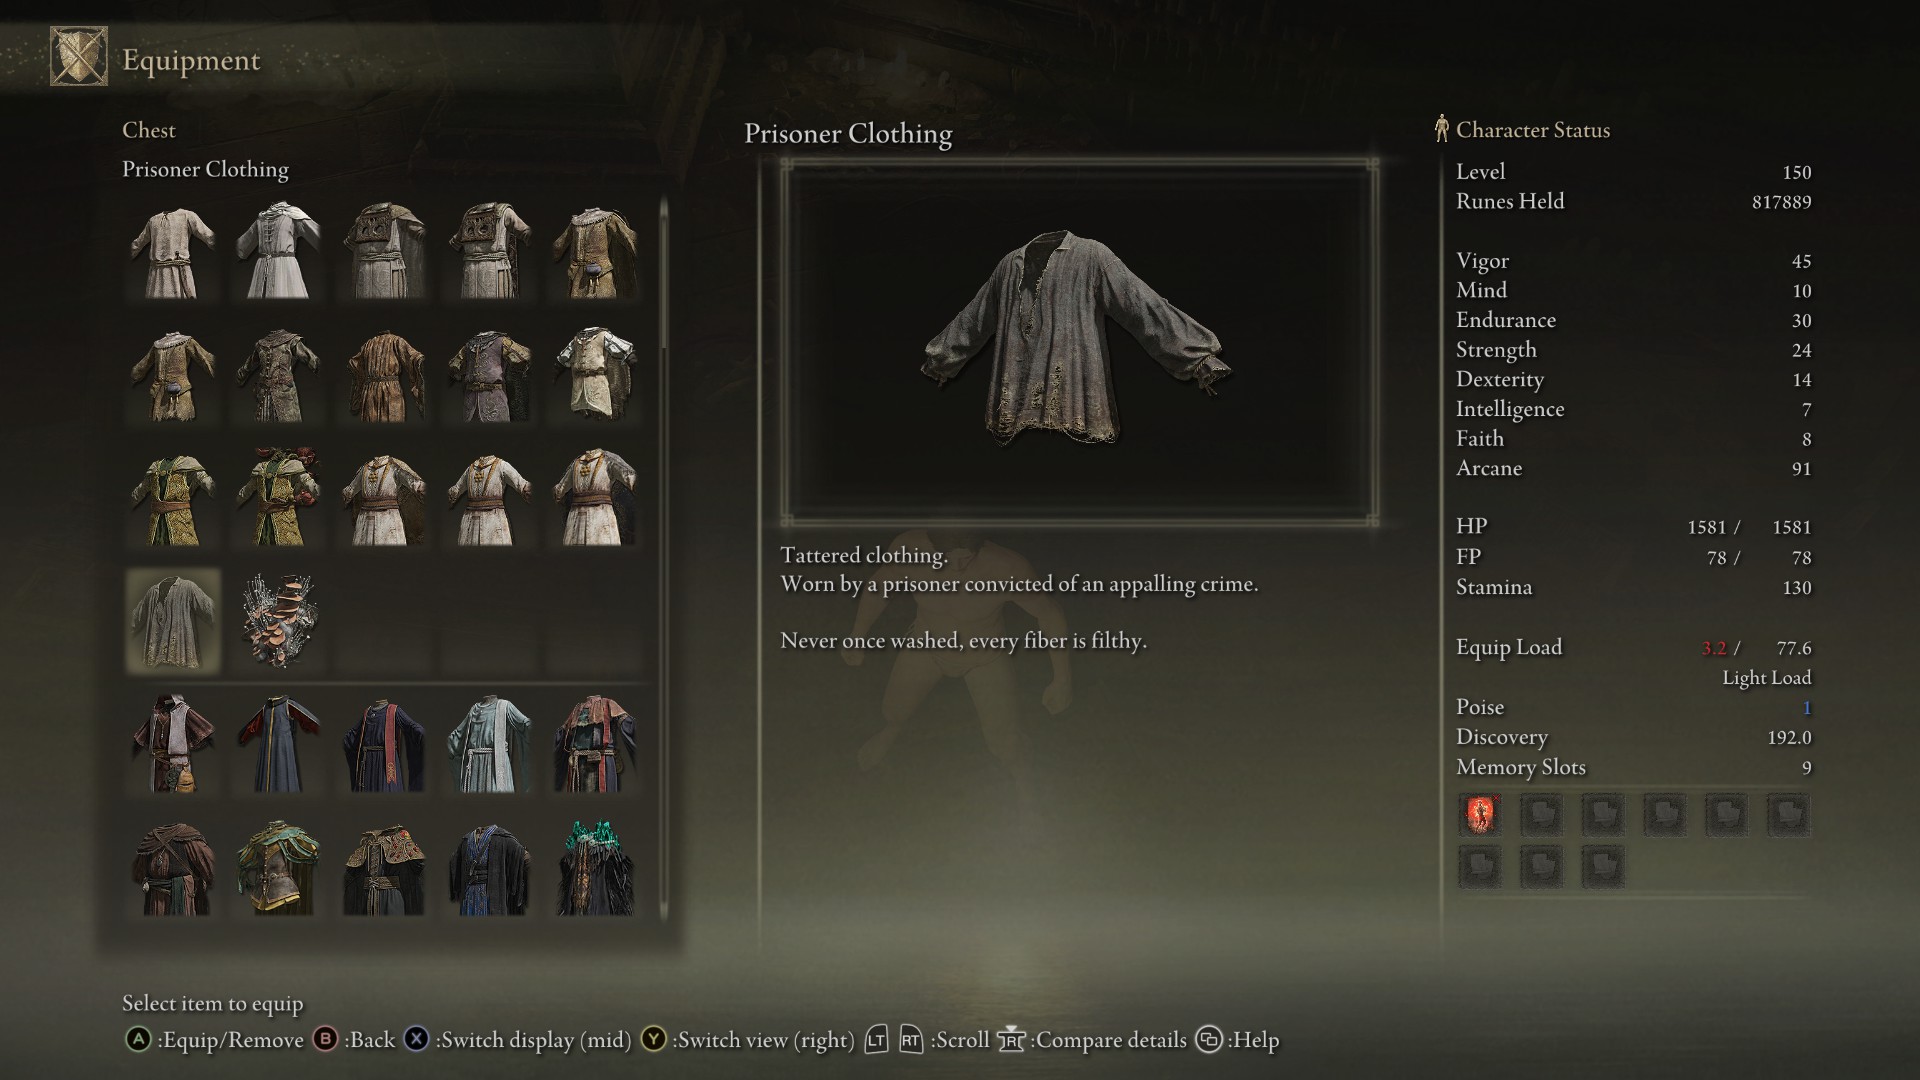 Equipment
Chest
Prisoner Clothing
Prisoner Clothing
Tattered clothing.
Worn by a prisoner convicted of an appalling crime.
Never once washed, every fiber is filthy.
Character Status
Level 150
Runes Held 817889
Vigor 45
Mind 10
Endurance 30
Strength 24
Dexterity 14
Intelligence 7
Faith 8
Arcane 91
HP 1581 / 1581
FP 78 / 78
Stamina 130
Equip Load 3.2 / 77.6
Light Load
Poise 1
Discovery 192.0
Memory Slots 9
Select item to equip
A :Equip/Remove B :Back X :Switch display (mid) Y :Switch view (right) LT RT :Scroll R :Compare details :Help